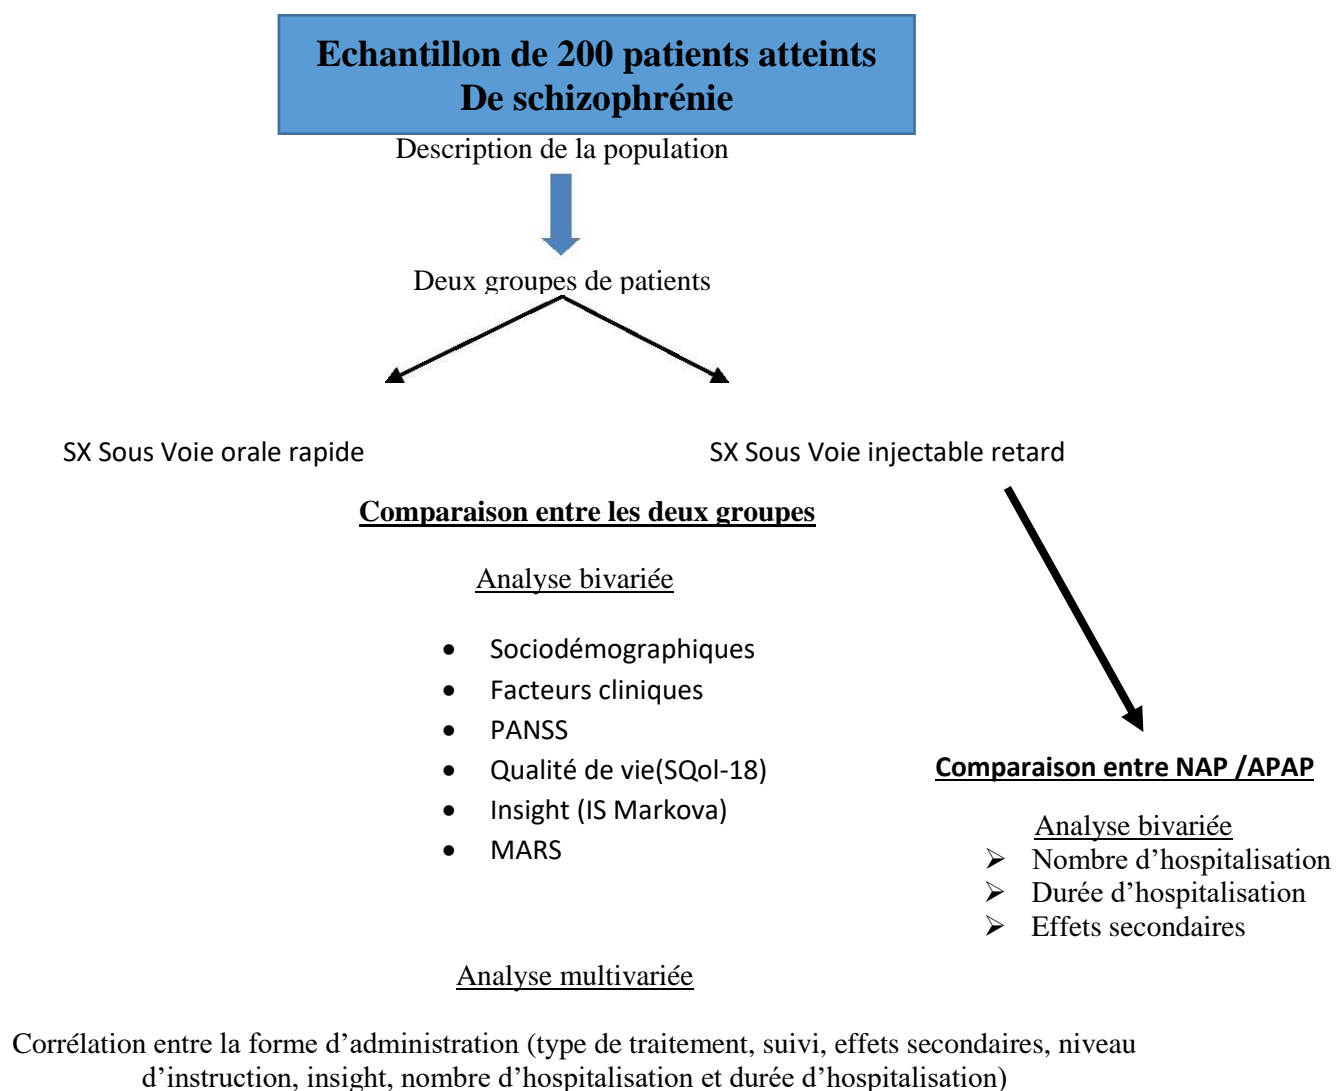 Echantillon de 200 patients atteints
De schizophrénie
Description de la population
Deux groupes de patients
SX Sous Voie orale rapide
SX Sous Voie injectable retard
Comparaison entre les deux groupes
Analyse bivariée
• Sociodémographiques
• Facteurs cliniques
• PANSS
• Qualité de vie(SQol-18)
• Insight (IS Markova)
• MARS
Comparaison entre NAP /APAP
Analyse bivariée
➢ Nombre d’hospitalisation
➢ Durée d’hospitalisation
➢ Effets secondaires
Analyse multivariée
Corrélation entre la forme d’administration (type de traitement, suivi, effets secondaires, niveau
d’instruction, insight, nombre d’hospitalisation et durée d’hospitalisation)